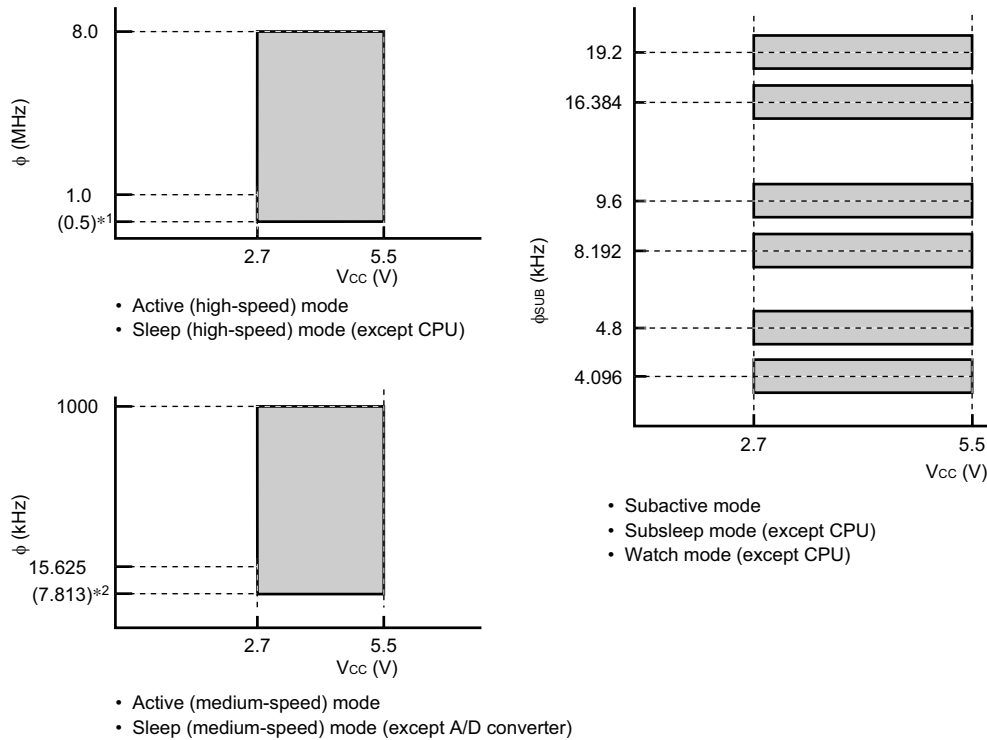 8.0
φ (MHz)
1.0
(0.5)*1
2.7
5.5
VCC (V)
• Active (high-speed) mode
• Sleep (high-speed) mode (except CPU)
1000
φ (kHz)
15.625
(7.813)*2
2.7
5.5
VCC (V)
• Active (medium-speed) mode
• Sleep (medium-speed) mode (except A/D converter)
19.2
16.384
9.6
8.192
φSUB (kHz)
4.8
4.096
2.7
5.5
VCC (V)
• Subactive mode
• Subsleep mode (except CPU)
• Watch mode (except CPU)